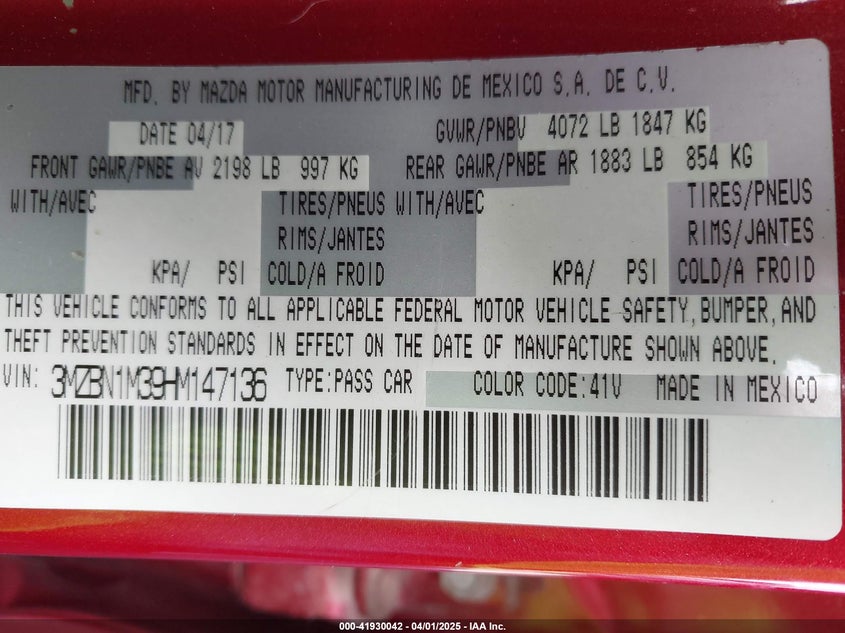 MFD. BY MAZDA MOTOR MANUFACTURING DE MEXICO S.A. DE C.V.
DATE 04/17 GVWR/PNBV 4072 LB 1847 KG
FRONT GAWR/PNBE AV 2198 LB 997 KG REAR GAWR/PNBE AR 1883 LB 854 KG
WITH/AVEC TIRES/PNEUS WITH/AVEC TIRES/PNEUS
RIMS/JANTES RIMS/JANTES
KPA/ PSI COLD/A FROID KPA/ PSI COLD/A FROID
THIS VEHICLE CONFORMS TO ALL APPLICABLE FEDERAL MOTOR VEHICLE SAFETY, BUMPER, AND
THEFT PREVENTION STANDARDS IN EFFECT ON THE DATE OF MANUFACTURE SHOWN ABOVE.
VIN: 3MZBN1M39HM147136 TYPE:PASS CAR COLOR CODE:41V MADE IN MEXICO
000-41930042 - 04/01/2025 - IAA Inc.